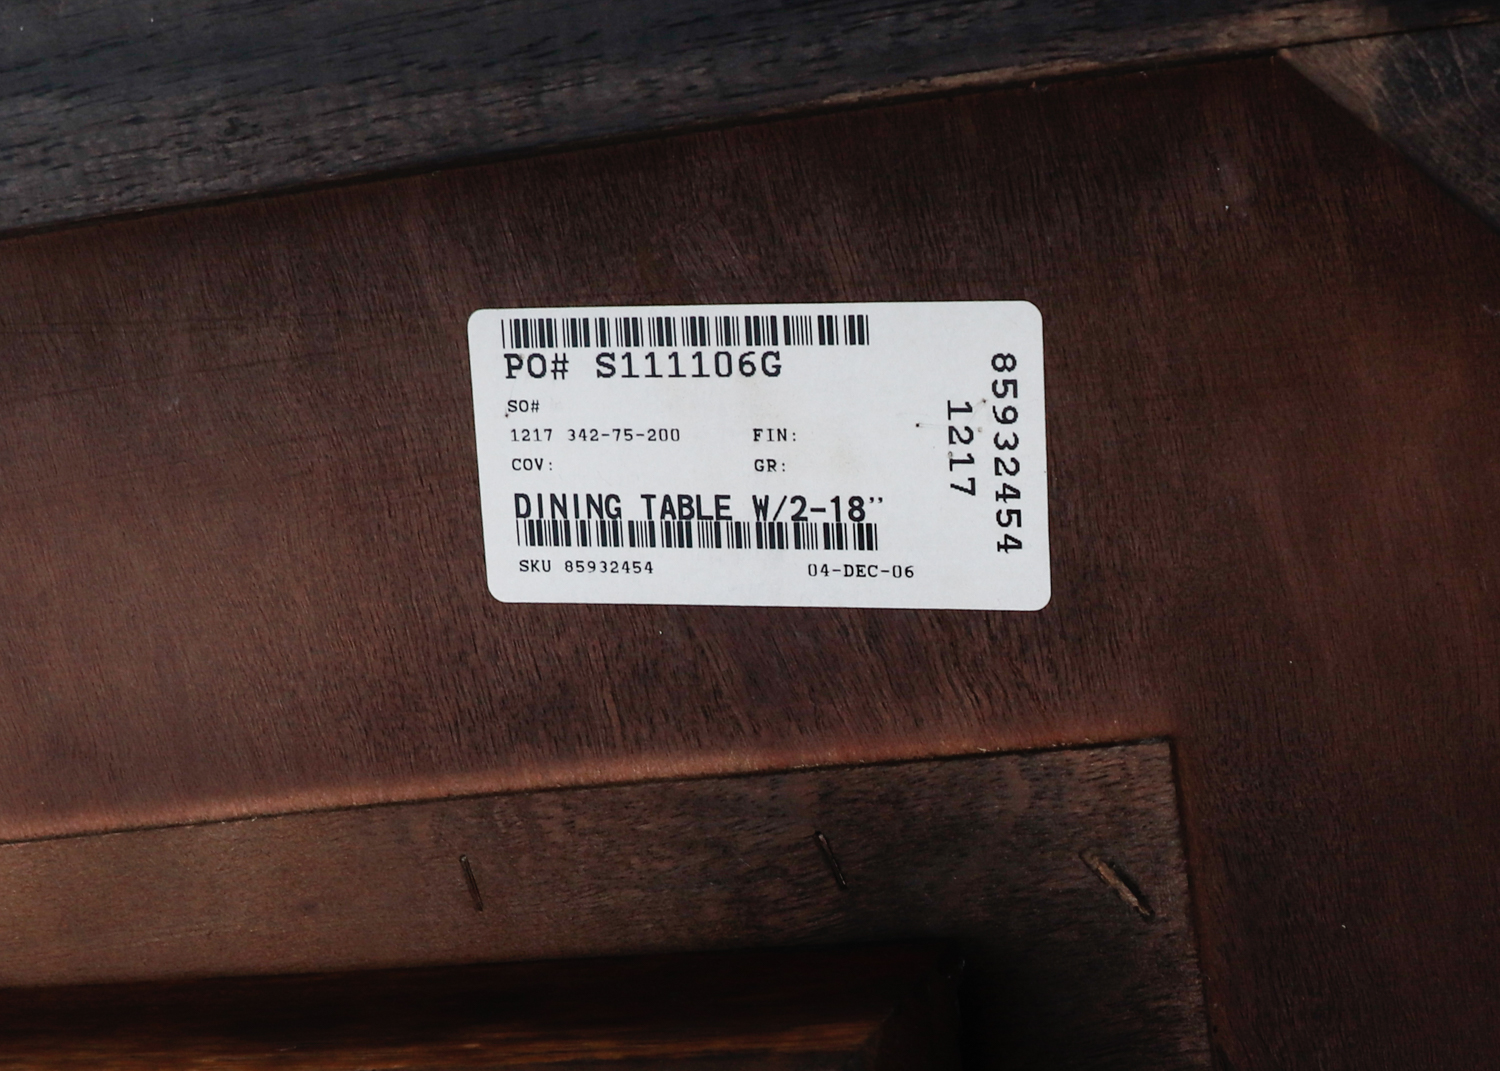 PO# S111106G
SO#
1217 342-75-200 FIN:
COV: GR:
DINING TABLE W/2-18"
SKU 85932454 04-DEC-06
85932454
1217